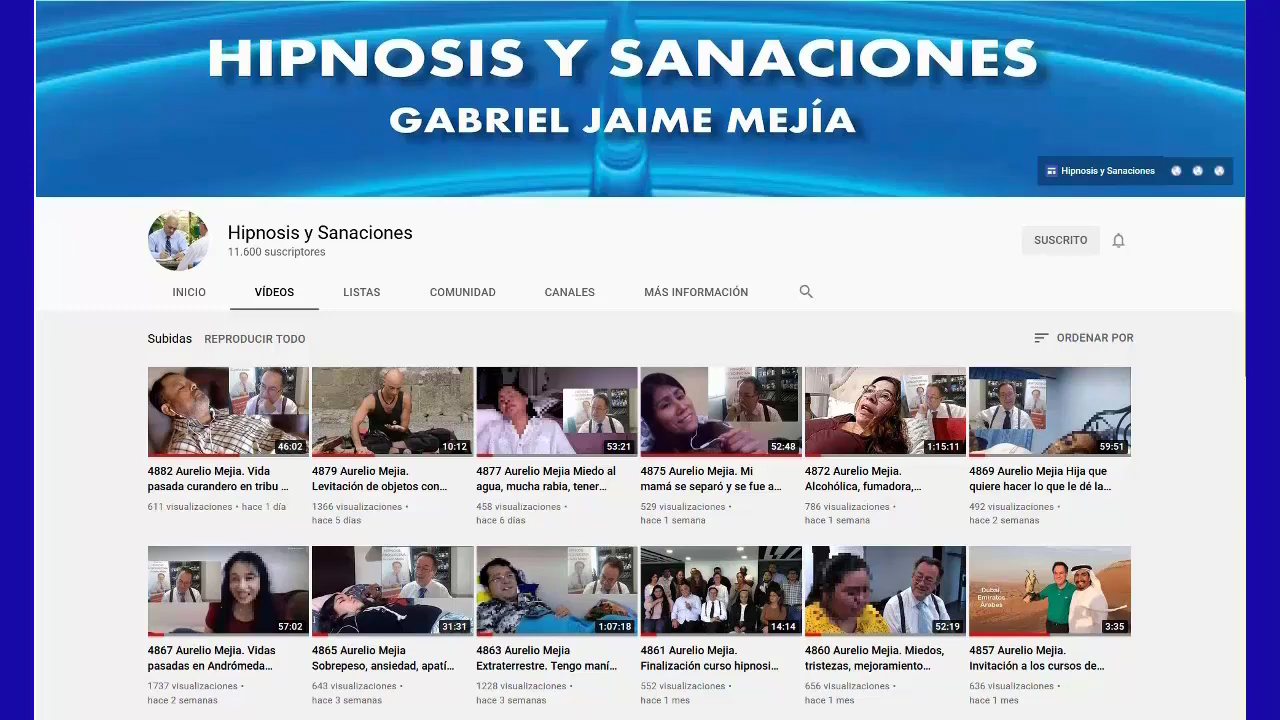 HIPNOSIS Y SANACIONES
GABRIEL JAIME MEJÍA
Hipnosis y Sanaciones
Hipnosis y Sanaciones
11.600 suscriptores
SUSCRITO
INICIO VÍDEOS LISTAS COMUNIDAD CANALES MÁS INFORMACIÓN
Subidas REPRODUCIR TODO ORDENAR POR
46:02 10:12 53:21 52:48 1:15:11 59:51
4882 Aurelio Mejia. Vida
pasada curandero en tribu ...
611 visualizaciones • hace 1 día
4879 Aurelio Mejia.
Levitación de objetos con...
1366 visualizaciones •
hace 5 días
4877 Aurelio Mejia Miedo al
agua, mucha rabia, tener...
458 visualizaciones •
hace 6 días
4875 Aurelio Mejia. Mi
mamá se separó y se fue a...
529 visualizaciones •
hace 1 semana
4872 Aurelio Mejia.
Alcohólica, fumadora,...
786 visualizaciones •
hace 1 semana
4869 Aurelio Mejia Hija que
quiere hacer lo que le dé la...
492 visualizaciones •
hace 2 semanas
Dubai,
Emiratos
Árabes
57:02 31:31 1:07:18 14:14 52:19 3:35
4867 Aurelio Mejia. Vidas
pasadas en Andrómeda...
1737 visualizaciones •
hace 2 semanas
4865 Aurelio Mejia
Sobrepeso, ansiedad, apatí...
643 visualizaciones •
hace 3 semanas
4863 Aurelio Mejia
Extraterrestre. Tengo maní...
1228 visualizaciones •
hace 3 semanas
4861 Aurelio Mejia.
Finalización curso hipnosi...
552 visualizaciones •
hace 1 mes
4860 Aurelio Mejia. Miedos,
tristezas, mejoramiento...
656 visualizaciones •
hace 1 mes
4857 Aurelio Mejia.
Invitación a los cursos de...
636 visualizaciones •
hace 1 mes